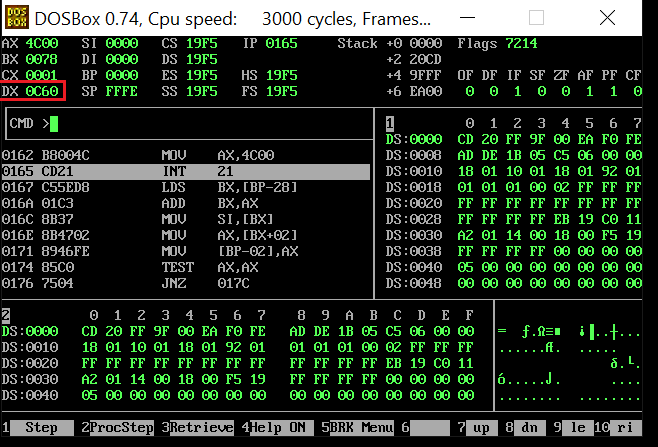 DOS BOX DOSBox 0.74, Cpu speed: 3000 cycles, Frames...
AX 4C00 SI 0000 CS 19F5 IP 0165 Stack +0 0000 Flags 7214
BX 0078 DI 0000 DS 19F5 +2 20CD
CX 0001 BP 0000 ES 19F5 HS 19F5 +4 9FFF OF DF IF SF ZF AF PF CF
DX 0C60 SP FFFE SS 19F5 FS 19F5 +6 EA00 0 0 1 0 0 1 1 0
CMD >
1 0 1 2 3 4 5 6 7
DS:0000 CD 20 FF 9F 00 EA F0 FE
0162 B8004C MOV AX,4C00 DS:0008 AD DE 1B 05 C5 06 00 00
0165 CD21 INT 21 DS:0010 18 01 10 01 18 01 92 01
0167 C55ED8 LDS BX,[BP-28] DS:0018 01 01 01 00 02 FF FF FF
016A 01C3 ADD BX,AX DS:0020 FF FF FF FF FF FF FF FF
016C 8B37 MOV SI,[BX] DS:0028 FF FF FF FF EB 19 C0 11
016E 8B4702 MOV AX,[BX+02] DS:0030 A2 01 14 00 18 00 F5 19
0171 8946FE MOV [BP-02],AX DS:0038 FF FF FF FF 00 00 00 00
0174 85C0 TEST AX,AX DS:0040 05 00 00 00 00 00 00 00
0176 7504 JNZ 017C DS:0048 00 00 00 00 00 00 00 00
2 0 1 2 3 4 5 6 7 8 9 A B C D E F
DS:0000 CD 20 FF 9F 00 EA F0 FE AD DE 1B 05 C5 06 00 00
DS:0010 18 01 10 01 18 01 92 01 01 01 01 00 02 FF FF FF
DS:0020 FF FF FF FF FF FF FF FF FF FF FF FF EB 19 C0 11
DS:0030 A2 01 14 00 18 00 F5 19 FF FF FF FF 00 00 00 00
DS:0040 05 00 00 00 00 00 00 00 00 00 00 00 00 00 00 00
1 Step 2ProcStep 3Retrieve 4Help ON 5BRK Menu 6 7 up 8 dn 9 le 10 ri